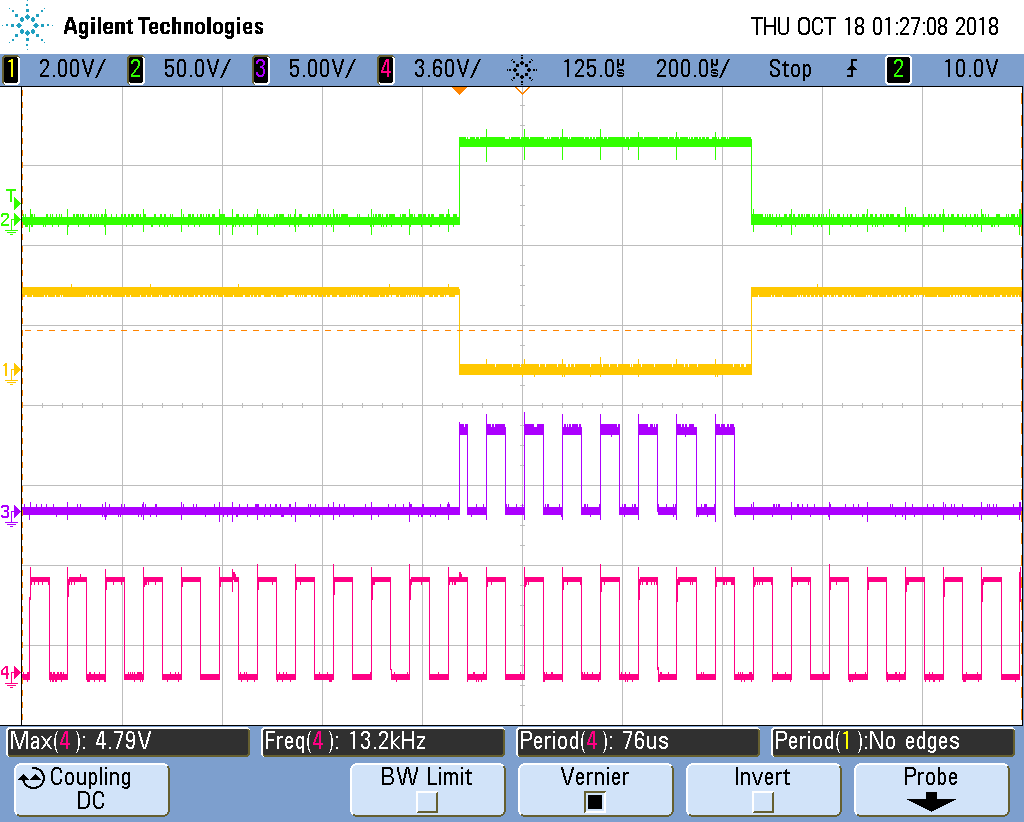 Agilent Technologies THU OCT 18 01:27:08 2018
1 2.00V/ 2 50.0V/ 3 5.00V/ 4 3.60V/ 125.0µs 200.0µs/ Stop 2 10.0V
T
2
1
3
4
Max(4): 4.79V Freq(4): 13.2kHz Period(4): 76us Period(1):No edges
Coupling BW Limit Vernier Invert Probe
DC